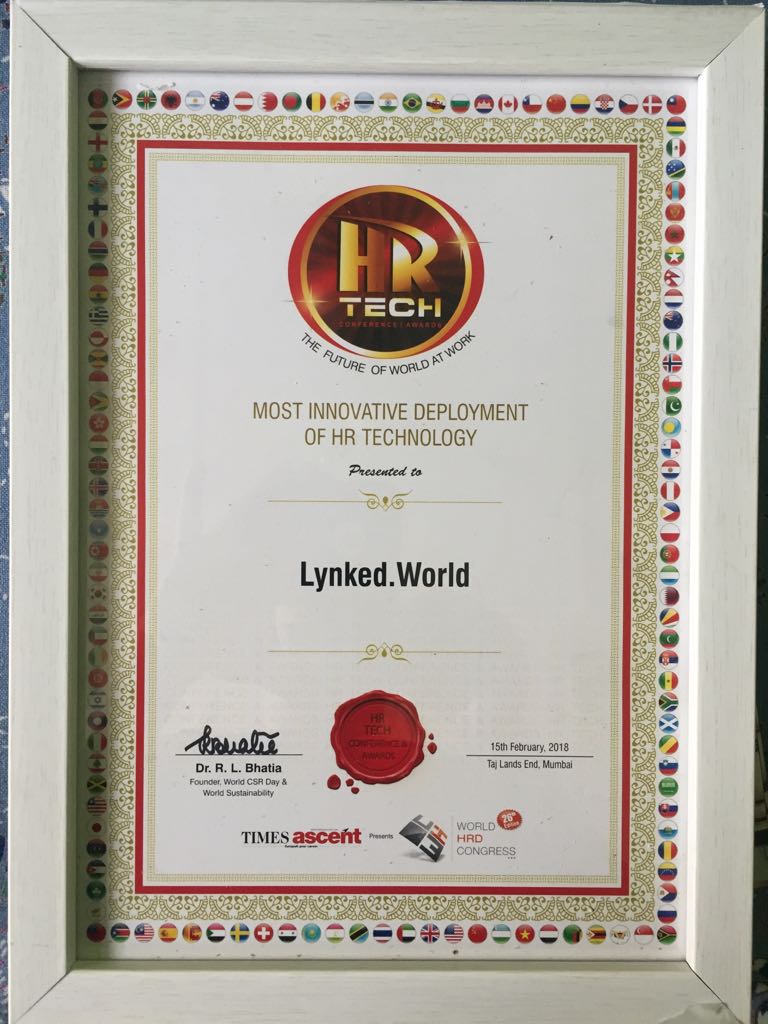 HR
TECH
CONFERENCE | AWARDS
THE FUTURE OF WORLD AT WORK
MOST INNOVATIVE DEPLOYMENT
OF HR TECHNOLOGY
Presented to
Lynked.World
HR
TECH
CONFERENCE &
AWARDS
Dr. R. L. Bhatia
Founder, World CSR Day &
World Sustainability
15th February, 2018
Taj Lands End, Mumbai
TIMES ascent
Presents
26th
Edition
WORLD
HRD
CONGRESS